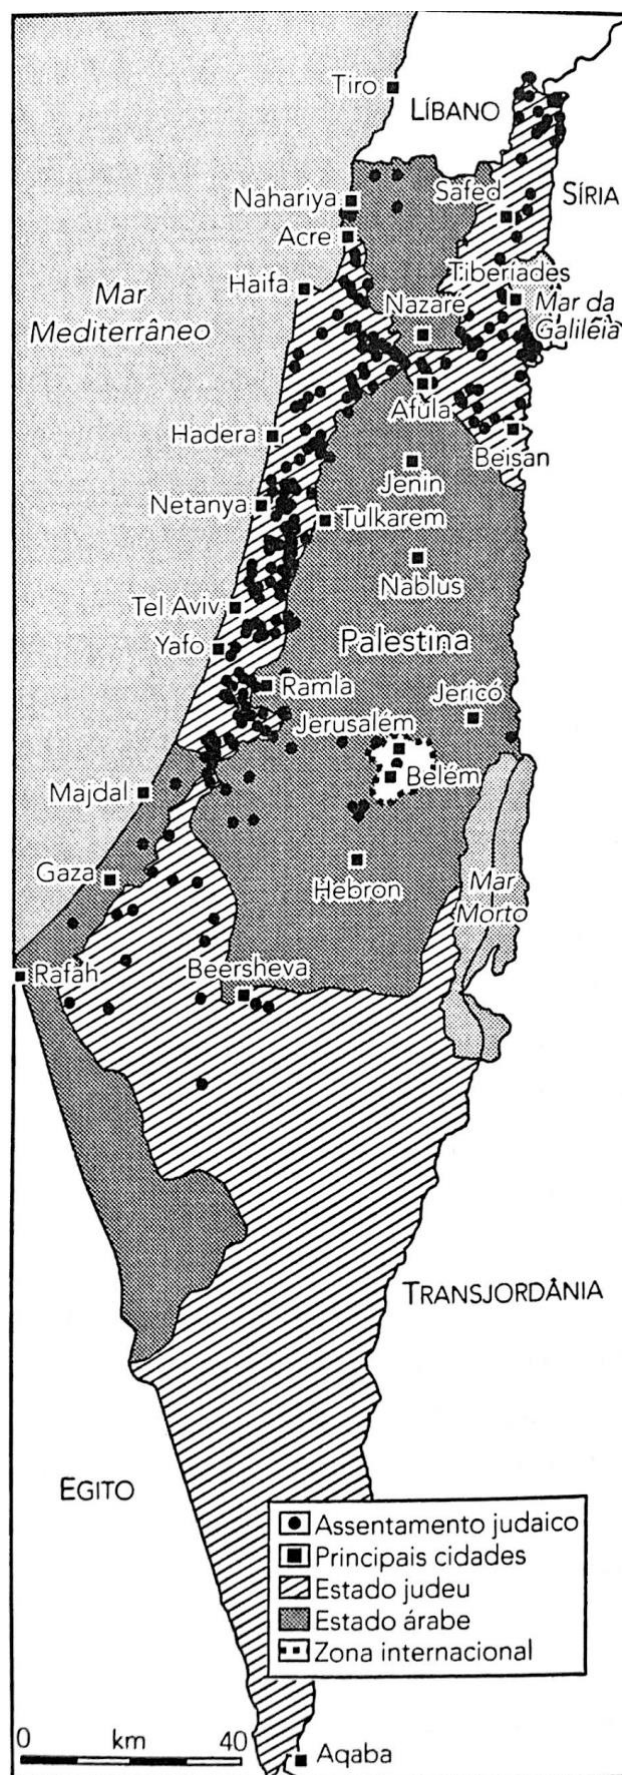 Tiro
LÍBANO
Nahariya
Safed
SÍRIA
Acre
Tiberíades
Haifa
Mar
Mediterrâneo
Nazaré
Mar da
Galiléia
Afula
Hadera
Beisan
Jenin
Netanya
Tulkarem
Nablus
Tel Aviv
Yafo
Palestina
Ramla
Jericó
Jerusalém
Majdal
Belém
Gaza
Hebron
Mar
Morto
Rafah
Beersheva
TRANSJORDÂNIA
EGITO
Assentamento judaico
Principais cidades
Estado judeu
Estado árabe
Zona internacional
0 km 40
Aqaba